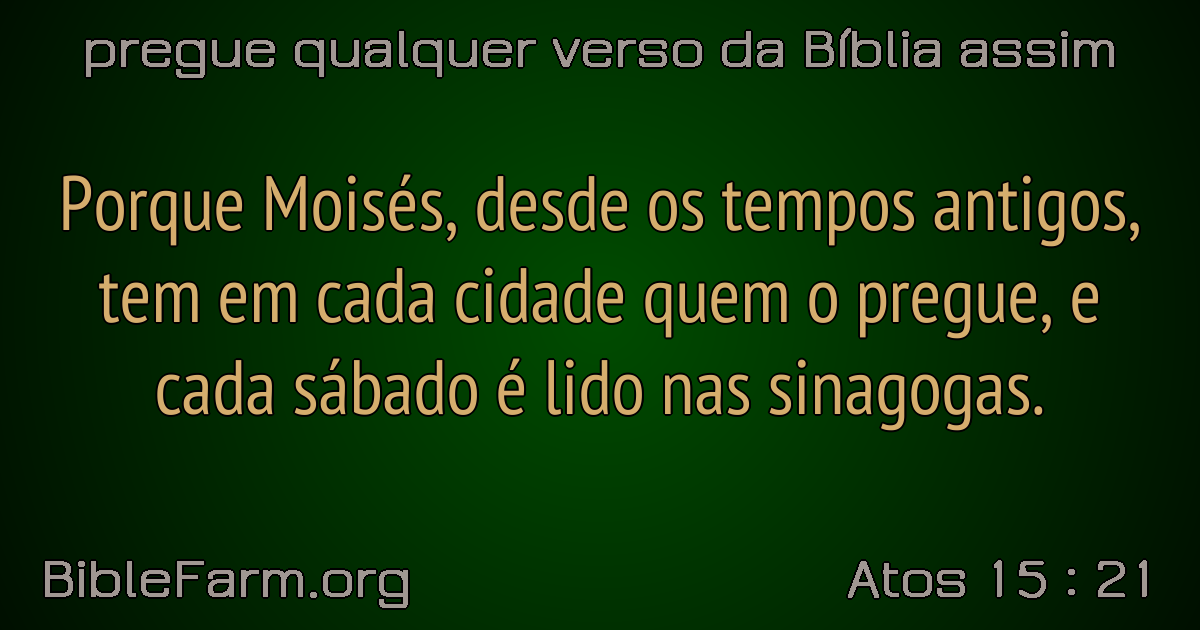 pregue qualquer verso da Bíblia assim
Porque Moisés, desde os tempos antigos,
tem em cada cidade quem o pregue, e
cada sábado é lido nas sinagogas.
BibleFarm.org
Atos 15 : 21